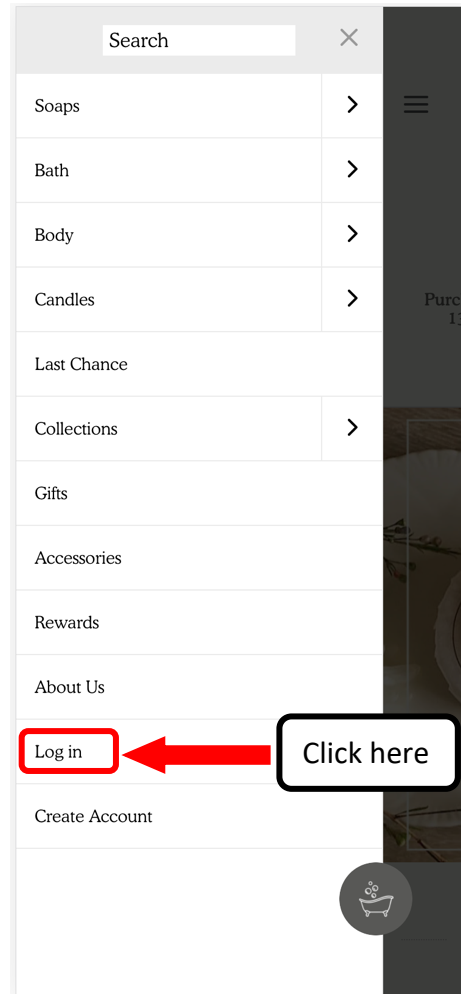 Search
Soaps
Bath
Body
Candles
Last Chance
Collections
Gifts
Accessories
Rewards
About Us
Log in
Click here
Create Account